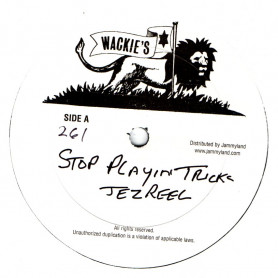 WACKIE'S
SIDE A
261
Distributed by Jammyland
www.jammyland.com
STOP PLAYIN TRICKS
JEZREEL
All rights reserved.
Unauthorized duplication is a violation of applicable laws.